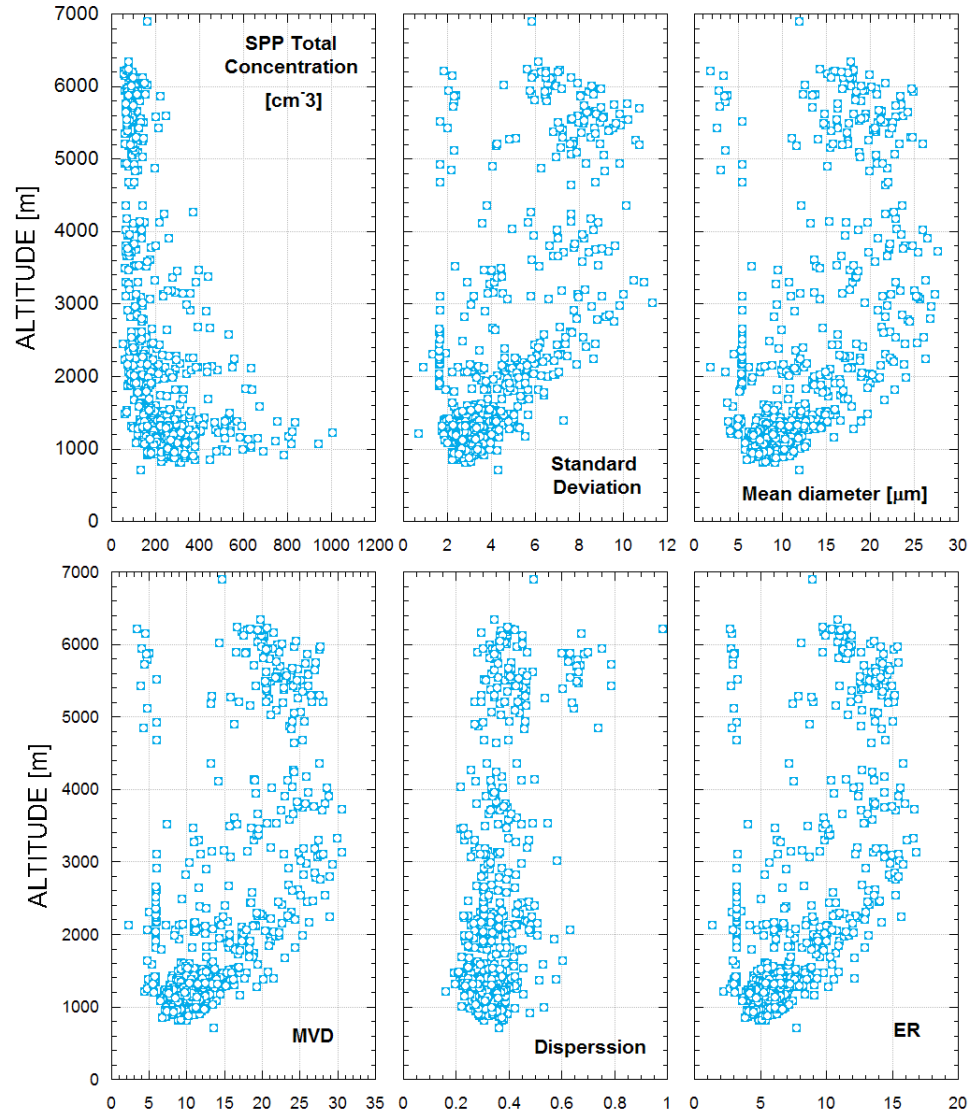 7000
6000
5000
4000
3000
2000
1000
0
ALTITUDE [m]
SPP Total
Concentration
[cm⁻3]
0 200 400 600 800 1000 1200
Standard
Deviation
0 2 4 6 8 10 12
Mean diameter [μm]
0 5 10 15 20 25 30
7000
6000
5000
4000
3000
2000
1000
0
ALTITUDE [m]
MVD
0 5 10 15 20 25 30 35
Disperssion
0 0.2 0.4 0.6 0.8 1
ER
0 5 10 15 20